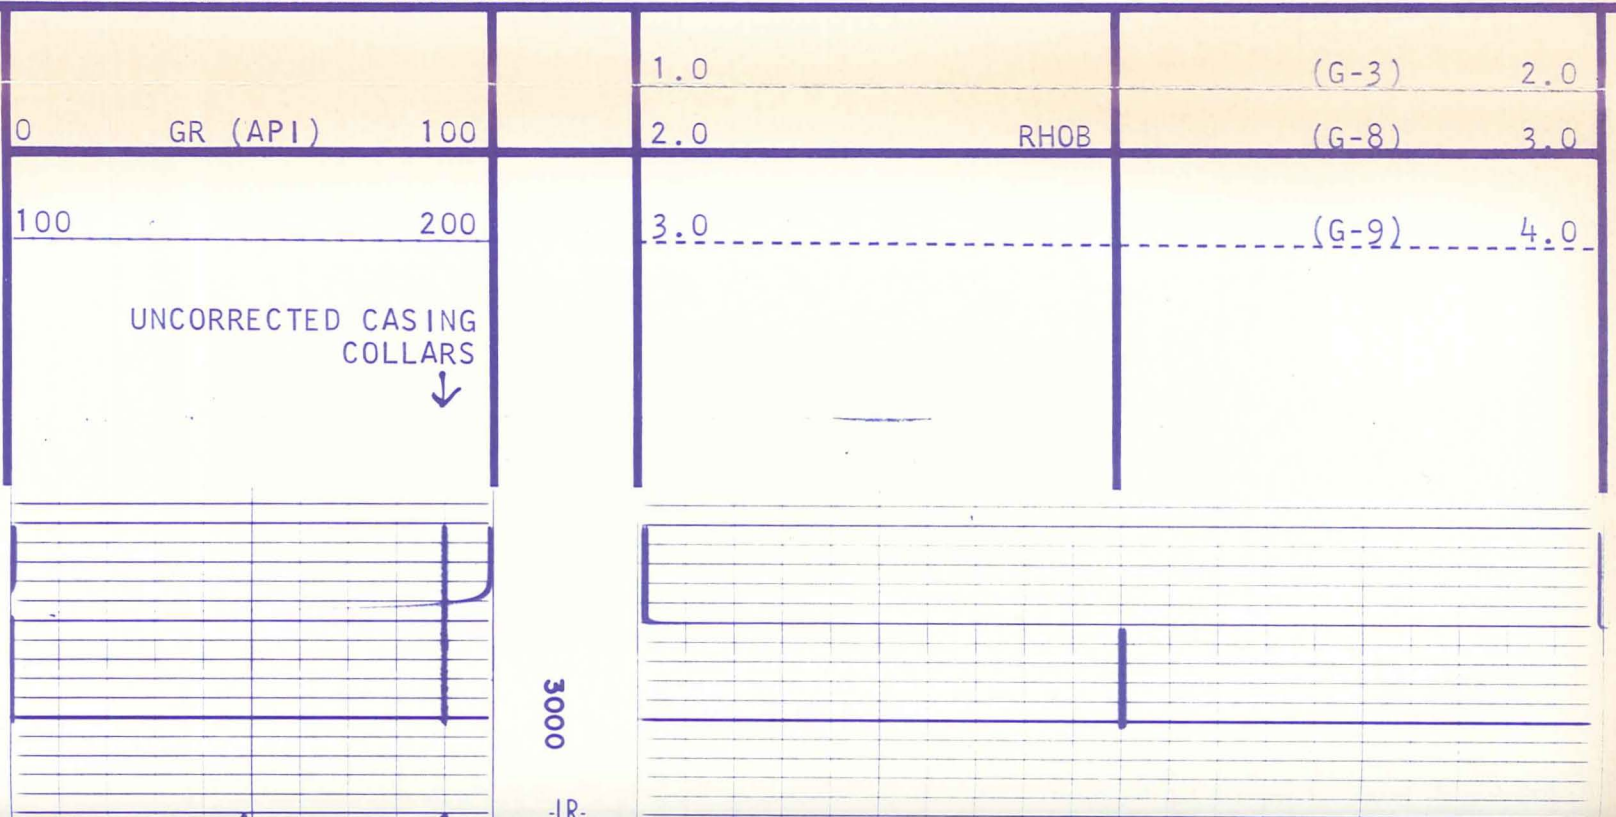 1.0 (G-3) 2.0
0 GR (API) 100 2.0 RHOB (G-8) 3.0
100 200 3.0 (G-9) 4.0
UNCORRECTED CASING
COLLARS
3000
-IR-